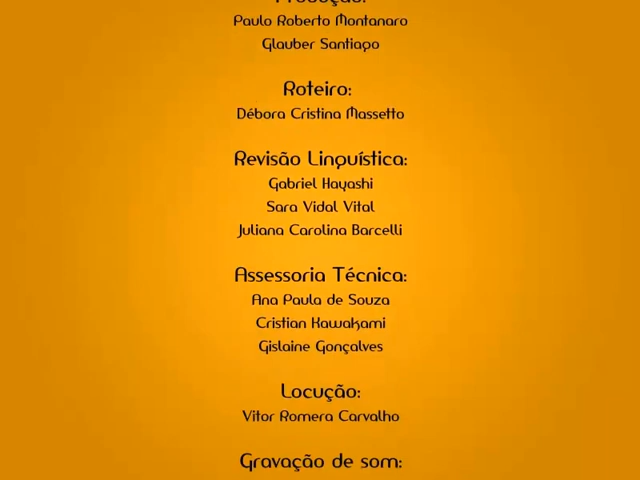 Produção:
Paulo Roberto Montanaro
Glauber Santiago
Roteiro:
Débora Cristina Massetto
Revisão Linguística:
Gabriel Hayashi
Sara Vidal Vital
Juliana Carolina Barcelli
Assessoria Técnica:
Ana Paula de Souza
Cristian Kawakami
Gislaine Gonçalves
Locução:
Vitor Romera Carvalho
Gravação de som: